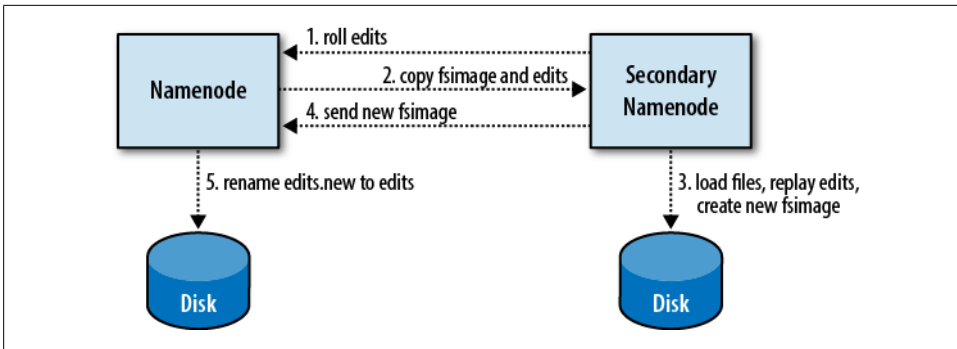 1. roll edits
Namenode
2. copy fsimage and edits
Secondary
Namenode
4. send new fsimage
5. rename edits.new to edits
3. load files, replay edits,
create new fsimage
Disk
Disk